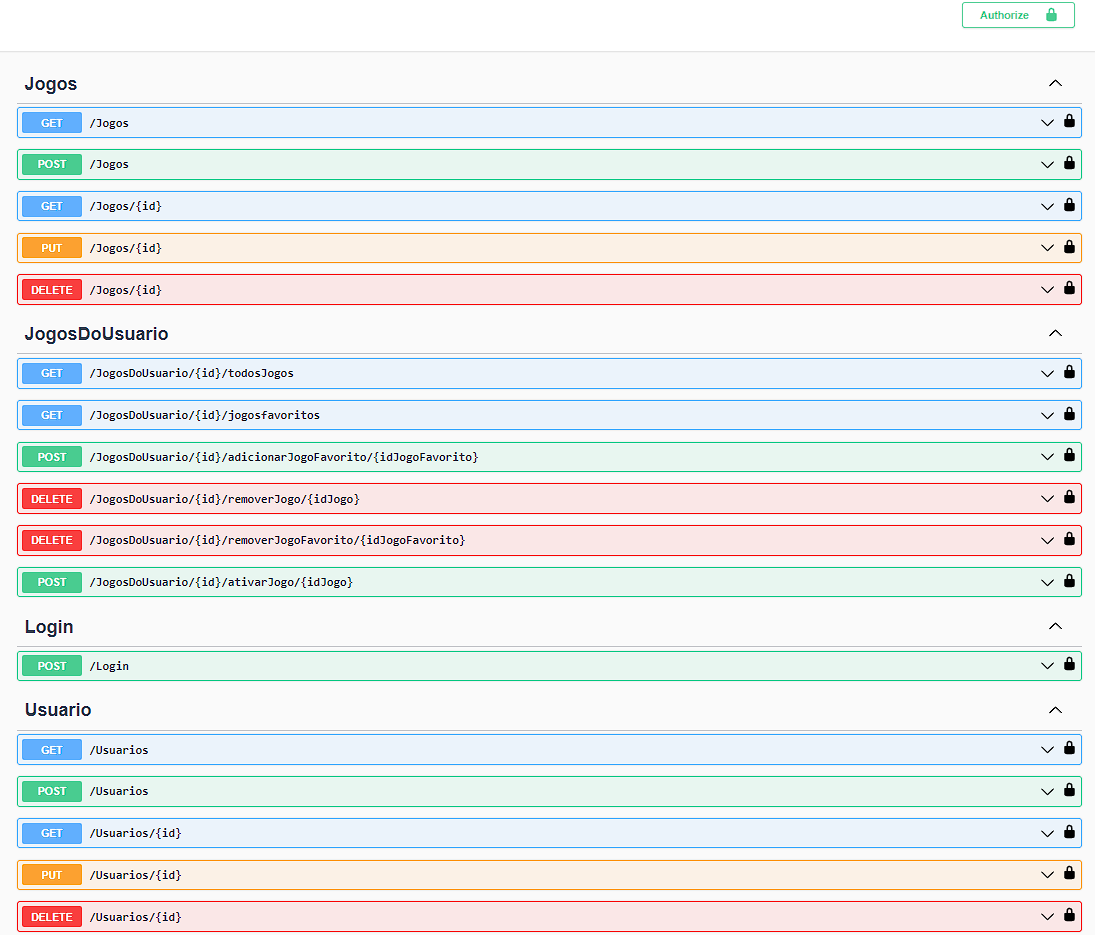 Authorize
Jogos
GET /Jogos
POST /Jogos
GET /Jogos/{id}
PUT /Jogos/{id}
DELETE /Jogos/{id}
JogosDoUsuario
GET /JogosDoUsuario/{id}/todosJogos
GET /JogosDoUsuario/{id}/jogosfavoritos
POST /JogosDoUsuario/{id}/adicionarJogoFavorito/{idJogoFavorito}
DELETE /JogosDoUsuario/{id}/removerJogo/{idJogo}
DELETE /JogosDoUsuario/{id}/removerJogoFavorito/{idJogoFavorito}
POST /JogosDoUsuario/{id}/ativarJogo/{idJogo}
Login
POST /Login
Usuario
GET /Usuarios
POST /Usuarios
GET /Usuarios/{id}
PUT /Usuarios/{id}
DELETE /Usuarios/{id}